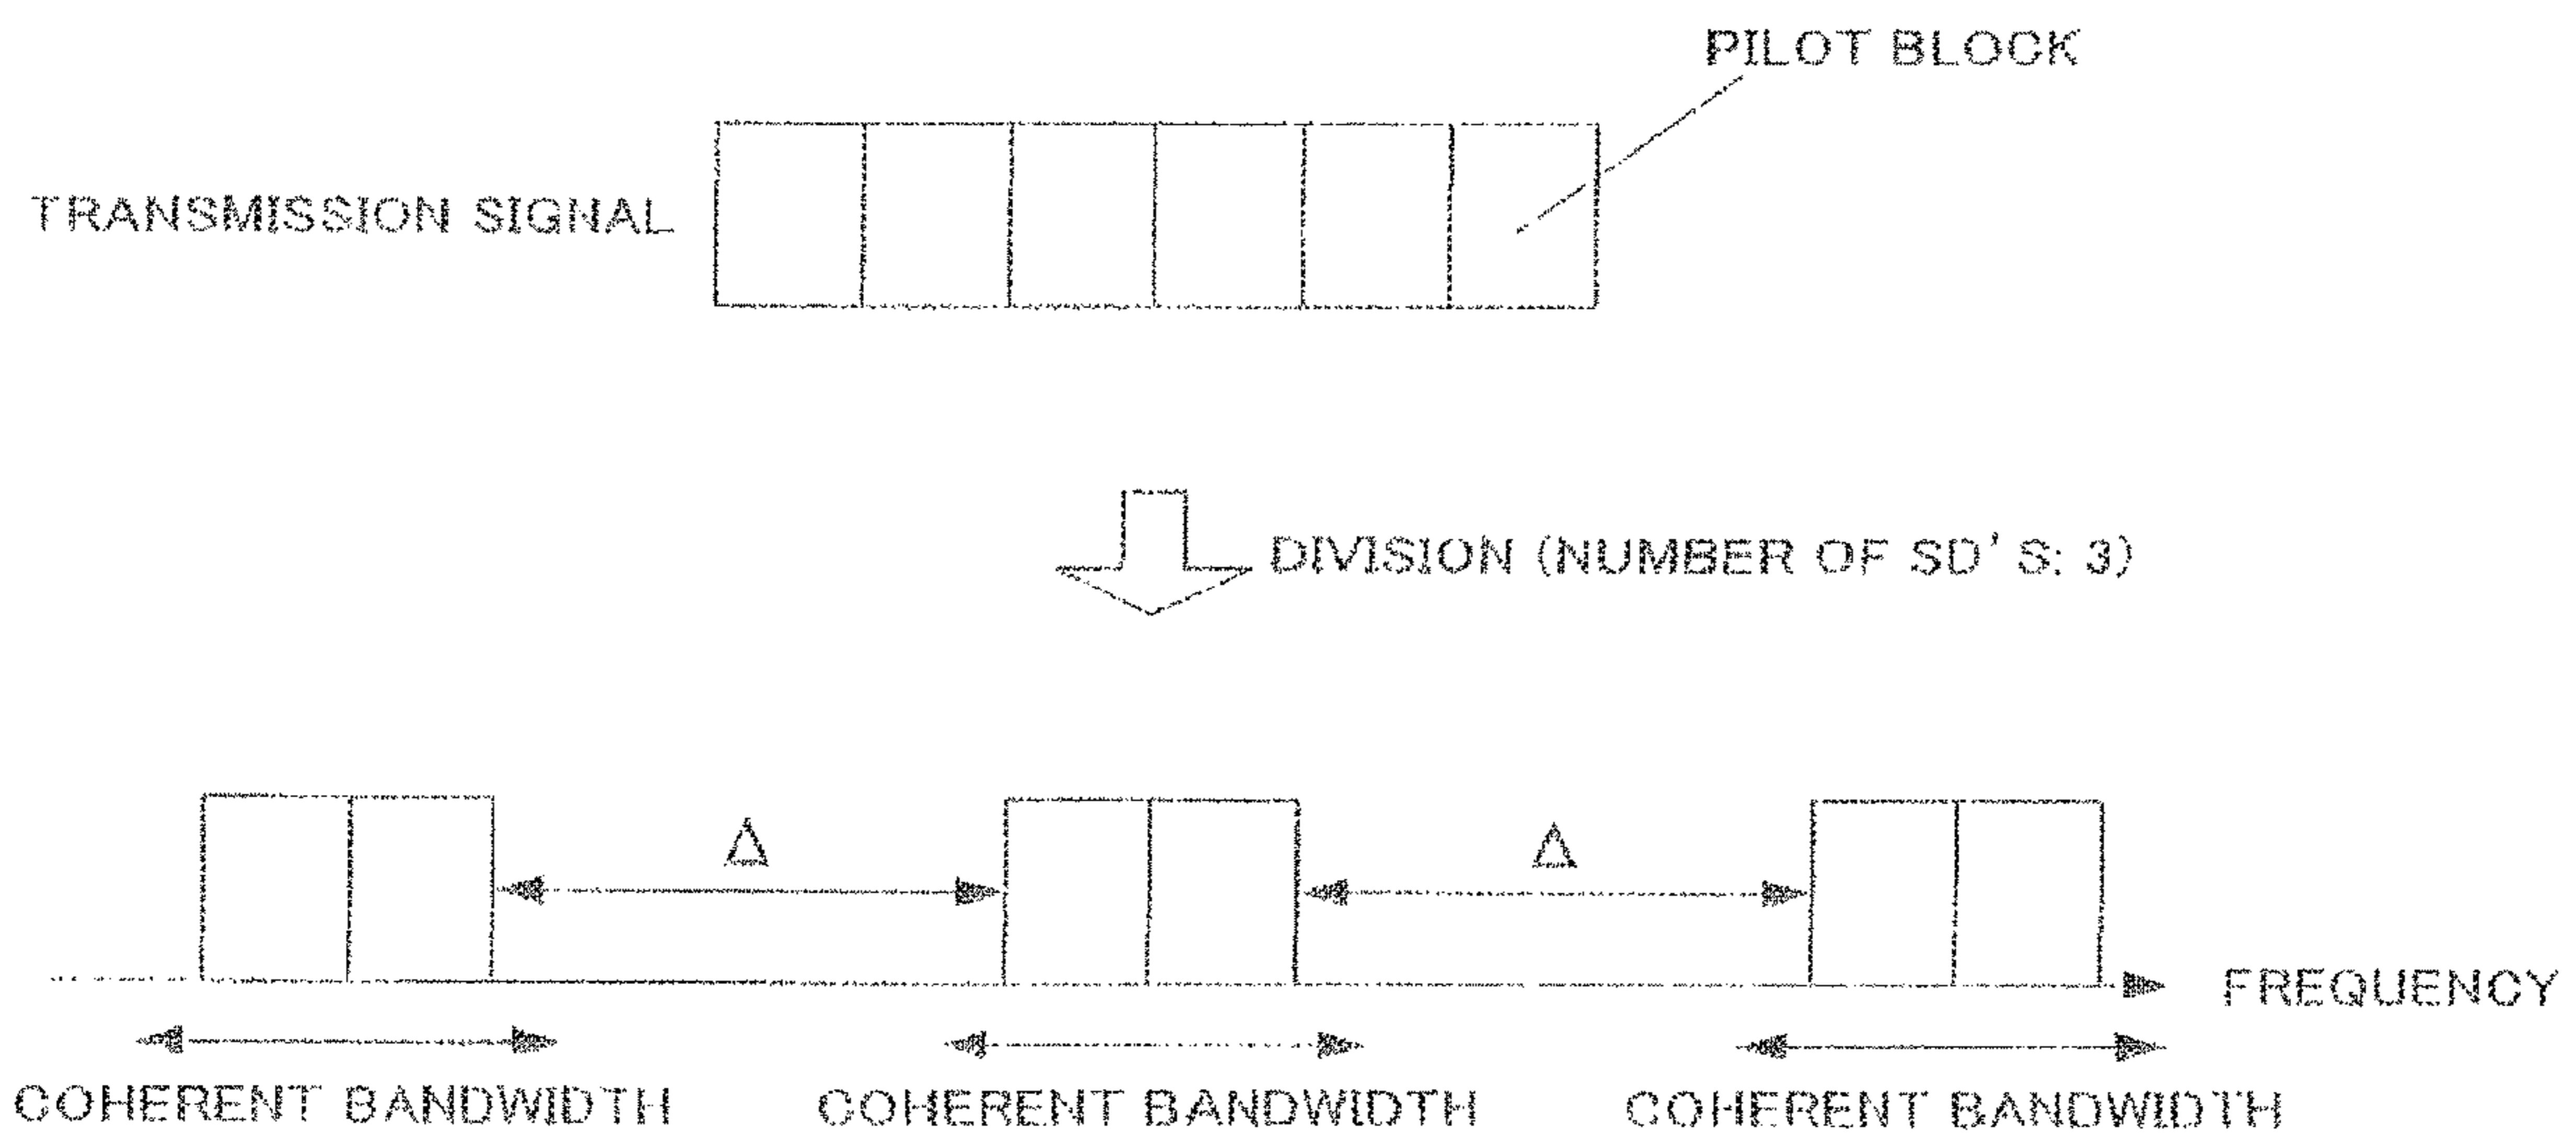 PILOT BLOCK
TRANSMISSION SIGNAL
DIVISION (NUMBER OF SD'S: 3)
Δ Δ
FREQUENCY
COHERENT BANDWIDTH COHERENT BANDWIDTH COHERENT BANDWIDTH